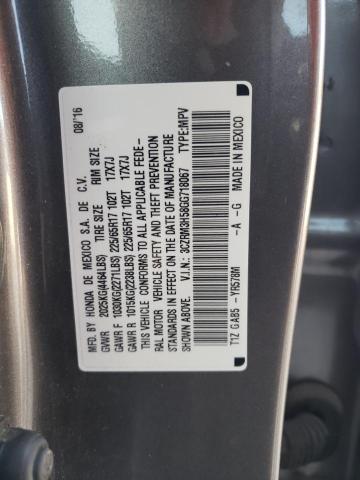 MFD. BY HONDA DE MEXICO S.A. DE C.V. 08/'16
GVWR 2025KG(4464LBS) TIRE SIZE RIM SIZE
GAWR F 1030KG(2271LBS) 225/65R17 102T 17X7J
GAWR R 1015KG(2238LBS) 225/65R17 102T 17X7J
THIS VEHICLE CONFORMS TO ALL APPLICABLE FEDE-
RAL MOTOR VEHICLE SAFETY AND THEFT PREVENTION
STANDARDS IN EFFECT ON THE DATE OF MANUFACTURE
SHOWN ABOVE. V.I.N.: 3CZRM3H56GG718067 TYPE:MPV
T1Z GA85 - YR578M -A -G MADE IN MEXICO